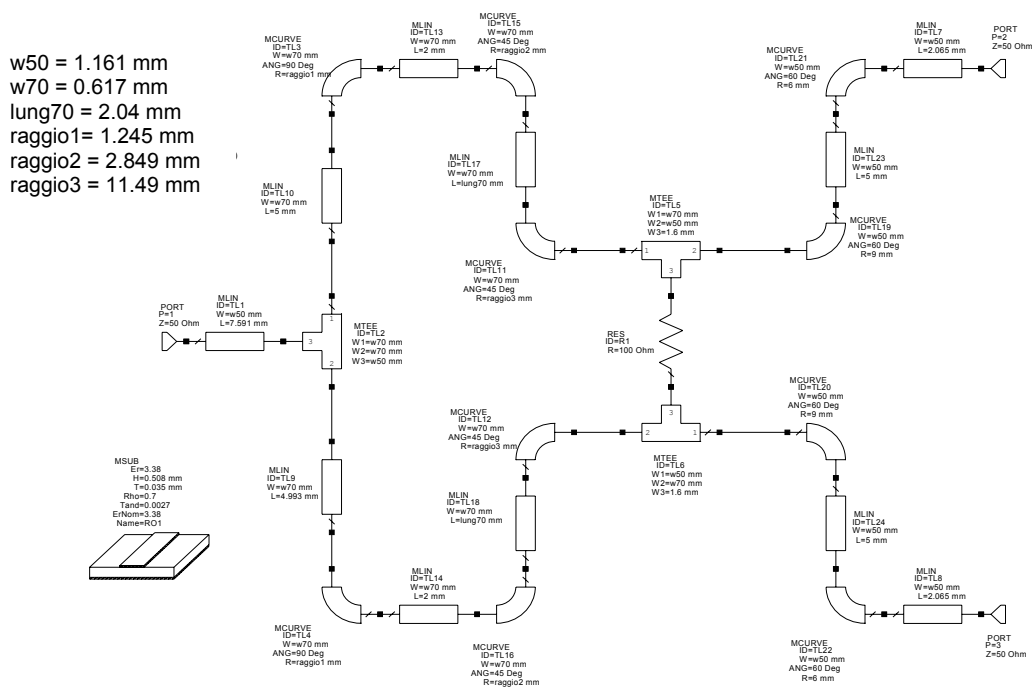 w50 = 1.161 mm
w70 = 0.617 mm
lung70 = 2.04 mm
raggio1= 1.245 mm
raggio2 = 2.849 mm
raggio3 = 11.49 mm
MCURVE
ID=TL3
W=w70 mm
ANG=90 Deg
R=raggio1 mm
MLIN
ID=TL13
W=w70 mm
L=2 mm
MCURVE
ID=TL15
W=w70 mm
ANG=45 Deg
R=raggio2 mm
MCURVE
ID=TL21
W=w50 mm
ANG=60 Deg
R=6 mm
MLIN
ID=TL7
W=w50 mm
L=2.065 mm
PORT
P=2
Z=50 Ohm
MLIN
ID=TL10
W=w70 mm
L=5 mm
MLIN
ID=TL17
W=w70 mm
L=lung70 mm
MLIN
ID=TL23
W=w50 mm
L=5 mm
MCURVE
ID=TL11
W=w70 mm
ANG=45 Deg
R=raggio3 mm
MTEE
ID=TL5
W1=w70 mm
W2=w50 mm
W3=1.6 mm
1
2
3
MCURVE
ID=TL19
W=w50 mm
ANG=60 Deg
R=9 mm
PORT
P=1
Z=50 Ohm
MLIN
ID=TL1
W=w50 mm
L=7.591 mm
1
3
2
MTEE
ID=TL2
W1=w70 mm
W2=w70 mm
W3=w50 mm
RES
ID=R1
R=100 Ohm
MCURVE
ID=TL12
W=w70 mm
ANG=45 Deg
R=raggio3 mm
3
2
1
MTEE
ID=TL6
W1=w50 mm
W2=w70 mm
W3=1.6 mm
MCURVE
ID=TL20
W=w50 mm
ANG=60 Deg
R=9 mm
MSUB
Er=3.38
H=0.508 mm
T=0.035 mm
Rho=0.7
Tand=0.0027
ErNom=3.38
Name=RO1
MLIN
ID=TL9
W=w70 mm
L=4.993 mm
MLIN
ID=TL18
W=w70 mm
L=lung70 mm
MLIN
ID=TL24
W=w50 mm
L=5 mm
MCURVE
ID=TL4
W=w70 mm
ANG=90 Deg
R=raggio1 mm
MLIN
ID=TL14
W=w70 mm
L=2 mm
MCURVE
ID=TL16
W=w70 mm
ANG=45 Deg
R=raggio2 mm
MCURVE
ID=TL22
W=w50 mm
ANG=60 Deg
R=6 mm
MLIN
ID=TL8
W=w50 mm
L=2.065 mm
PORT
P=3
Z=50 Ohm